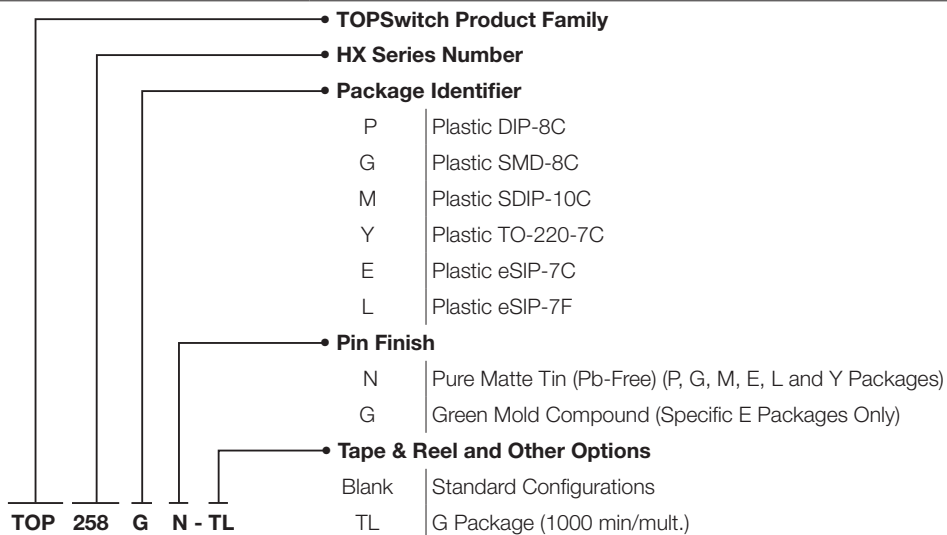 TOPSwitch Product Family
HX Series Number
Package Identifier
P Plastic DIP-8C
G Plastic SMD-8C
M Plastic SDIP-10C
Y Plastic TO-220-7C
E Plastic eSIP-7C
L Plastic eSIP-7F
Pin Finish
N Pure Matte Tin (Pb-Free) (P, G, M, E, L and Y Packages)
G Green Mold Compound (Specific E Packages Only)
Tape & Reel and Other Options
Blank Standard Configurations
TL G Package (1000 min/mult.)
TOP 258 G N - TL